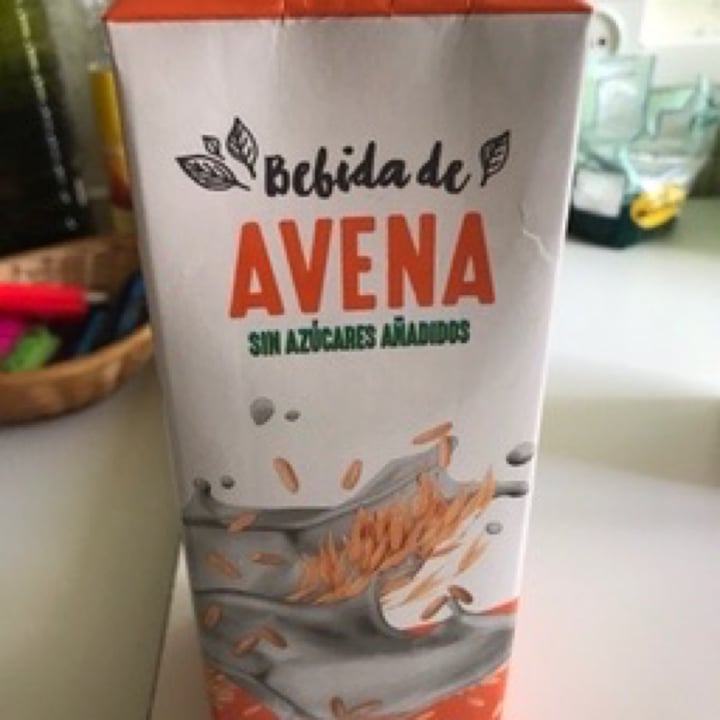 Bebida de
AVENA
SIN AZÚCARES AÑADIDOS